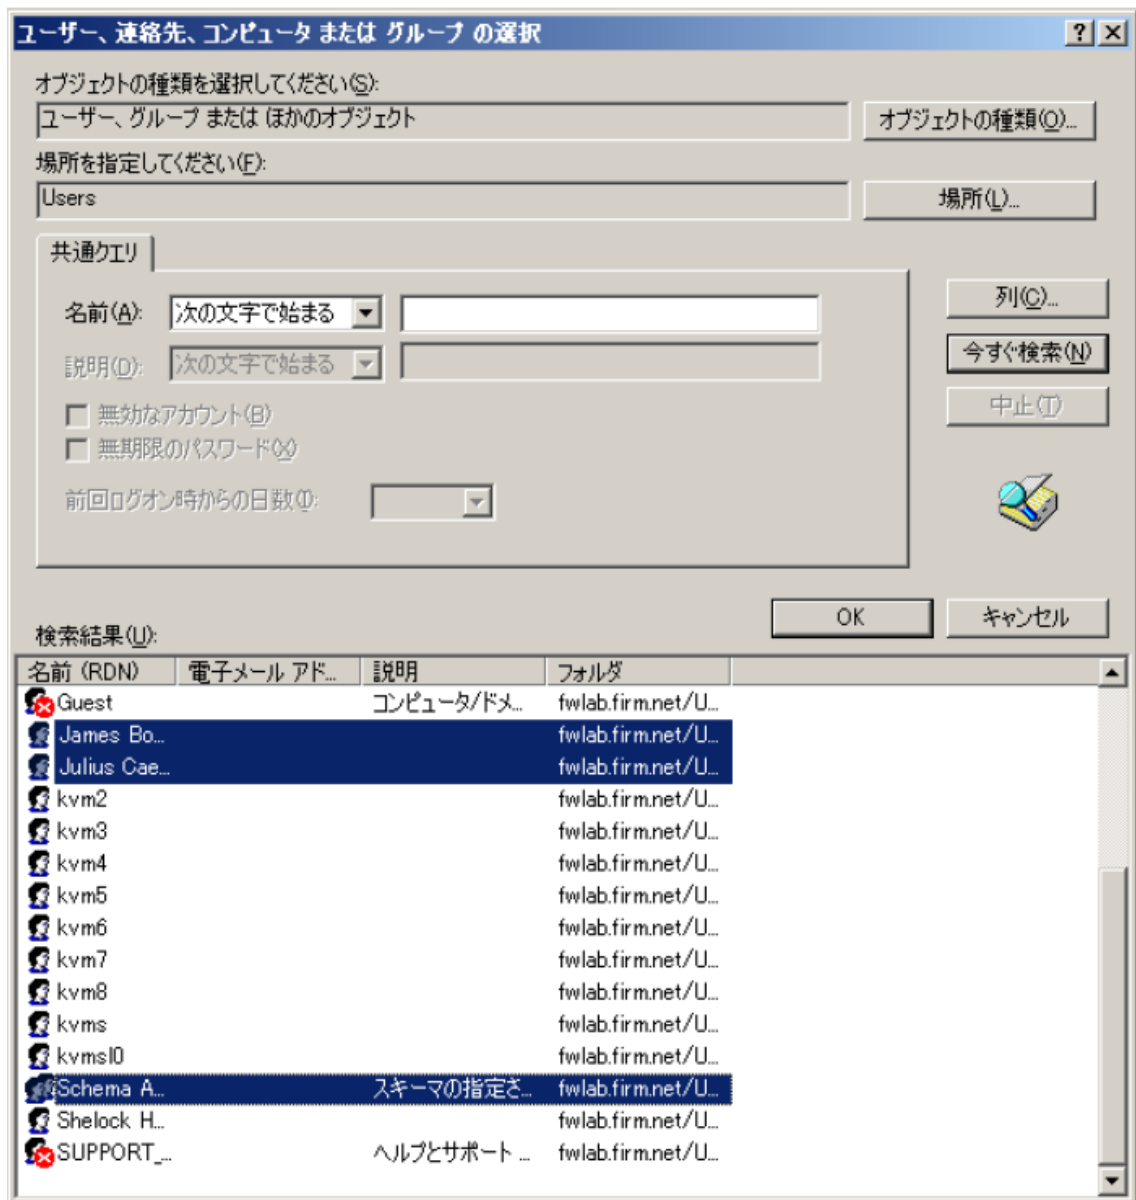 ユーザー、連絡先、コンピュータ または グループ の選択
オブジェクトの種類を選択してください(S):
ユーザー、グループ または ほかのオブジェクト
オブジェクトの種類(O)...
場所を指定してください(F):
Users
場所(L)...
共通クエリ
名前(A): 次の文字で始まる
列(C)...
説明(D): 次の文字で始まる
今すぐ検索(N)
無効なアカウント(B)
中止(T)
無期限のパスワード(X)
前回ログオン時からの日数(I):
OK キャンセル
検索結果(U):
名前 (RDN) 電子メール アド... 説明 フォルダ
Guest コンピュータ/ドメ... fwlab.firm.net/U...
James Bo... fwlab.firm.net/U...
Julius Cae... fwlab.firm.net/U...
kvm2 fwlab.firm.net/U...
kvm3 fwlab.firm.net/U...
kvm4 fwlab.firm.net/U...
kvm5 fwlab.firm.net/U...
kvm6 fwlab.firm.net/U...
kvm7 fwlab.firm.net/U...
kvm8 fwlab.firm.net/U...
kvms fwlab.firm.net/U...
kvmsl0 fwlab.firm.net/U...
Schema A... スキーマの指定さ... fwlab.firm.net/U...
Shelock H... fwlab.firm.net/U...
SUPPORT_... ヘルプとサポート ... fwlab.firm.net/U...